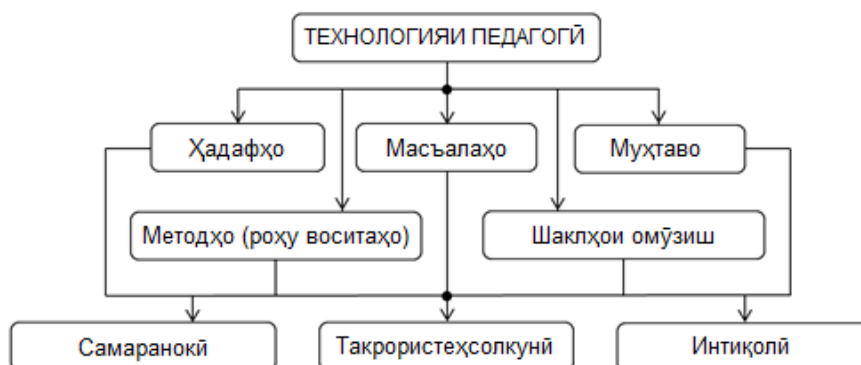 ТЕХНОЛОГИЯИ ПЕДАГОГӢ
Ҳадафҳо
Масъалаҳо
Муҳтаво
Методҳо (роҳу воситаҳо)
Шаклҳои омӯзиш
Самаранокӣ
Такрористеҳсолкунӣ
Интиқолӣ